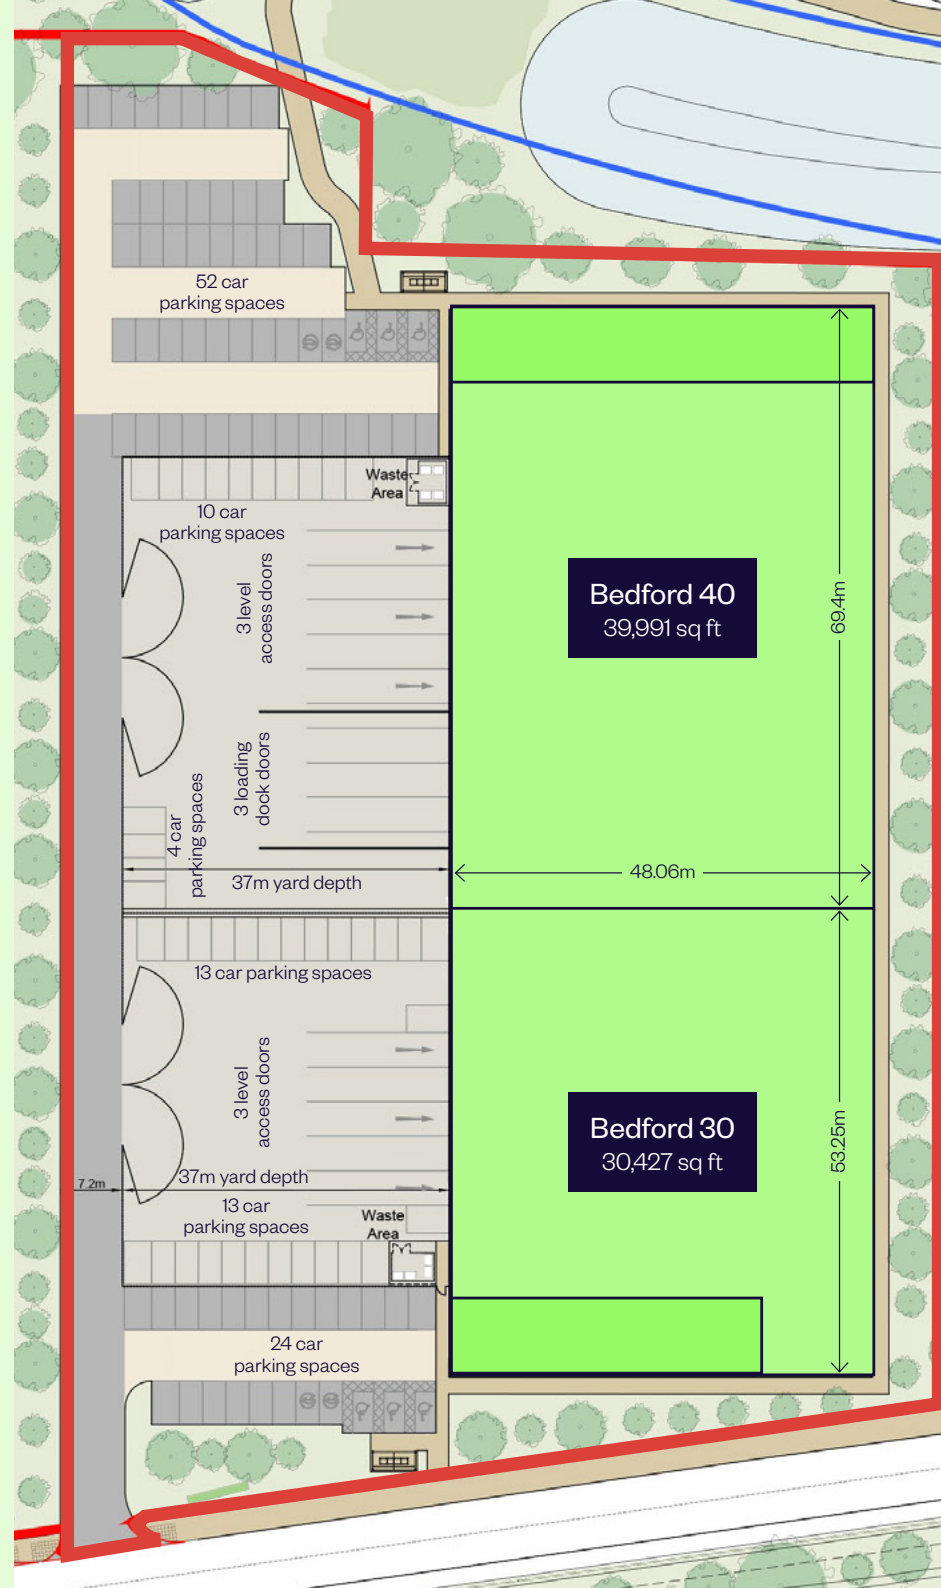 52 car
parking spaces
Waste
Area
10 car
parking spaces
3 level
access doors
Bedford 40
39,991 sq ft
69.4m
3 loading
dock doors
4 car
parking spaces
37m yard depth
48.06m
13 car parking spaces
3 level
access doors
Bedford 30
30,427 sq ft
53.25m
7.2m
37m yard depth
13 car
parking spaces
Waste
Area
24 car
parking spaces